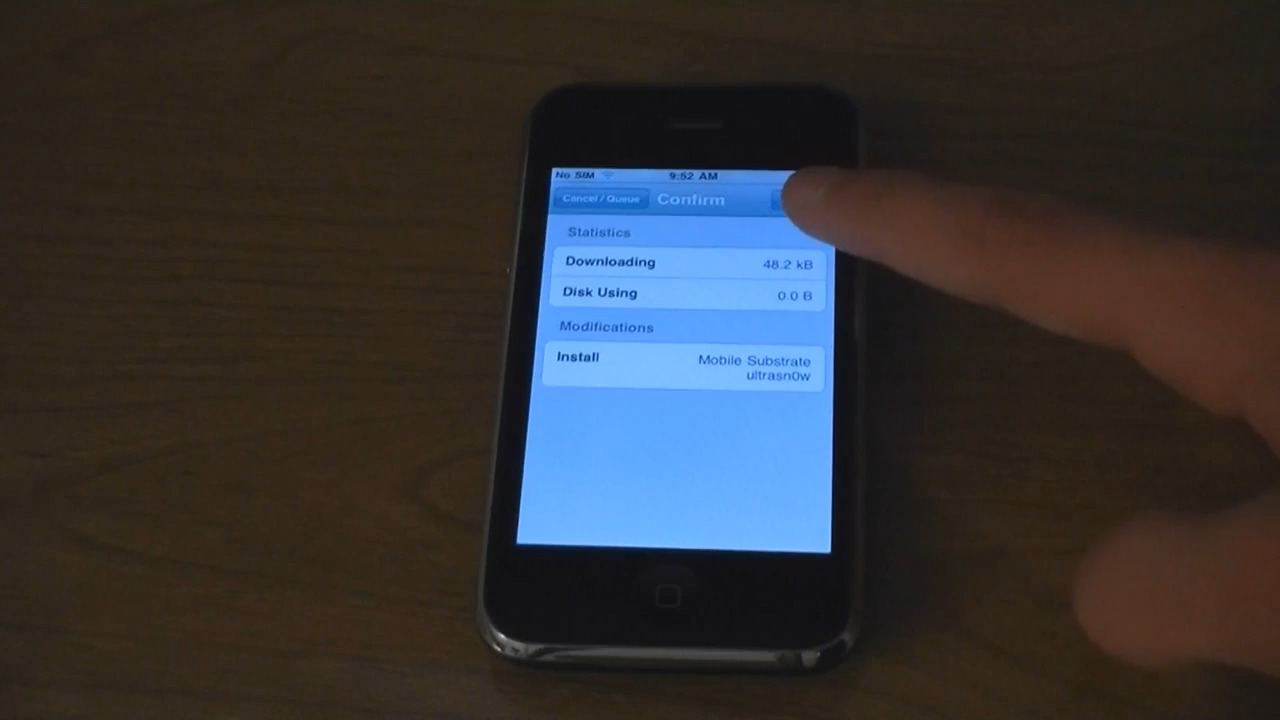 No SIM 9:52 AM
Cancel / Queue Confirm
Statistics
Downloading 48.2 kB
Disk Using 0.0 B
Modifications
Install Mobile Substrate
ultrasn0w